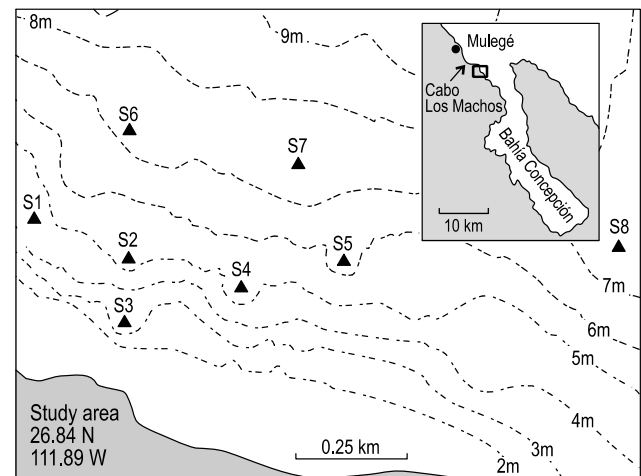 8m
9m
Mulegé
Cabo
Los Machos
Bahía Concepción
10 km
S6
S7
S1
S2
S5
S8
S4
S3
7m
6m
5m
4m
3m
2m
Study area
26.84 N
111.89 W
0.25 km